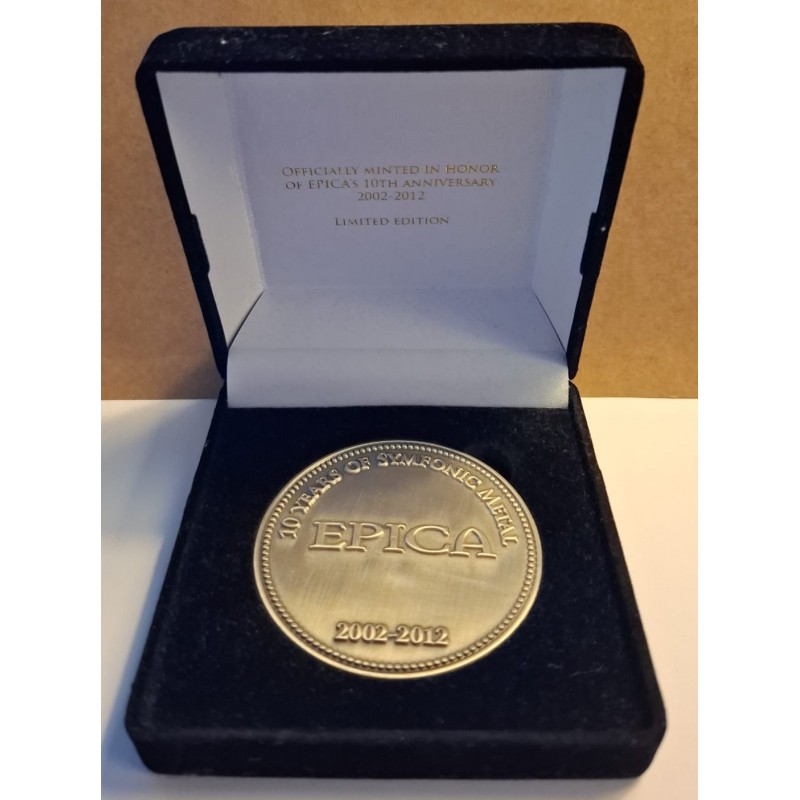 OFFICIALLY MINTED IN HONOR
OF EPICA'S 10TH ANNIVERSARY
2002-2012
LIMITED EDITION
10 YEARS OF SYMFONIC METAL
EPICA
2002-2012